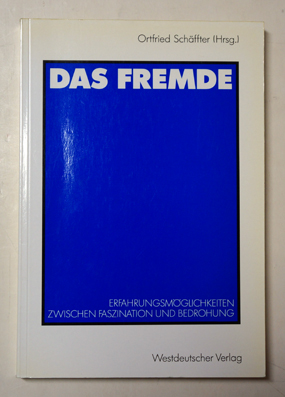 Ortfried Schäffter (Hrsg.)
DAS FREMDE
ERFAHRUNGSMÖGLICHKEITEN
ZWISCHEN FASZINATION UND BEDROHUNG
Westdeutscher Verlag